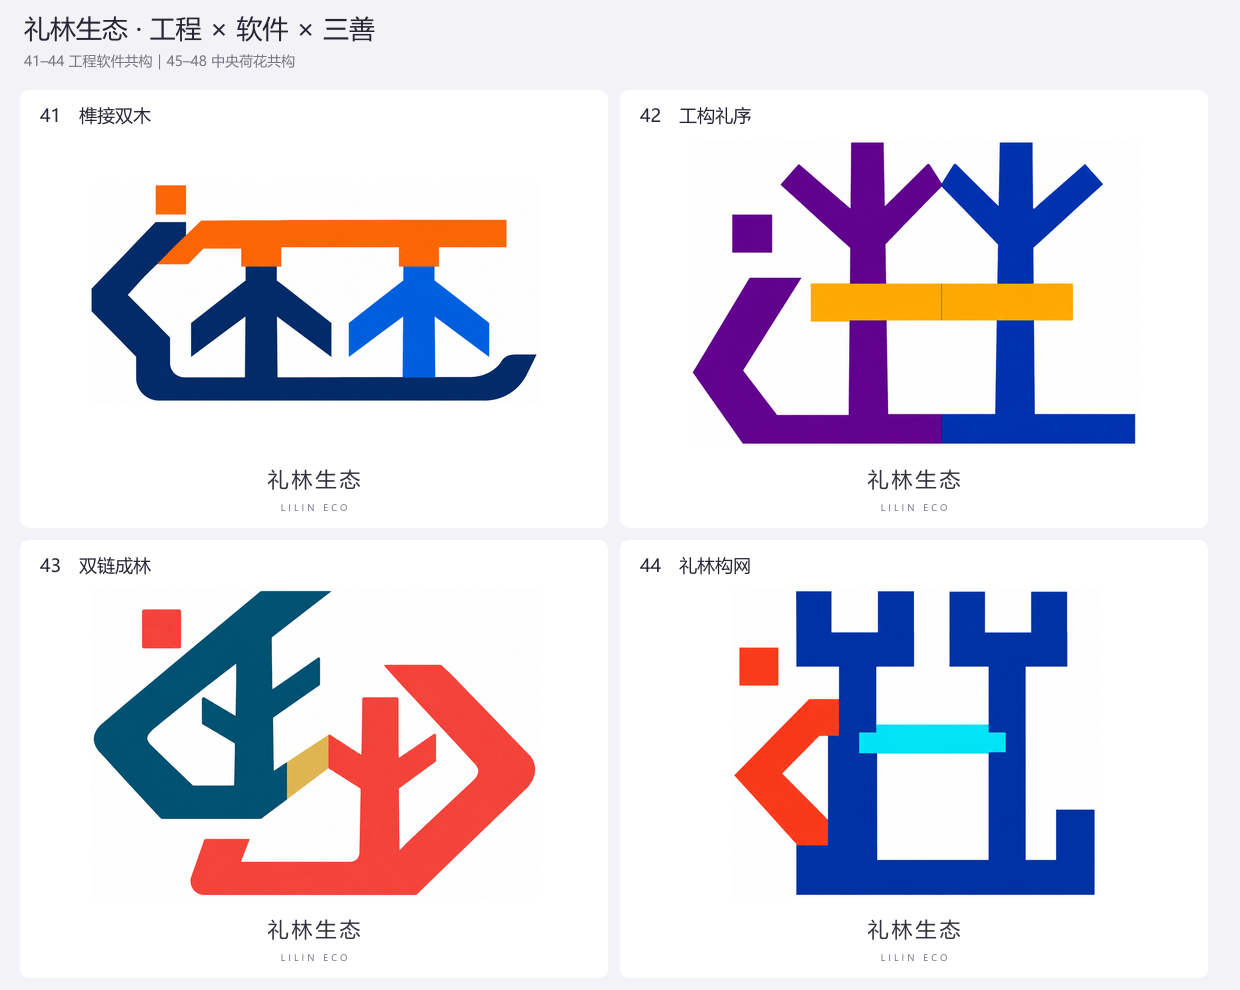 礼林生态 · 工程 × 软件 × 三善
41–44 工程软件共构 | 45–48 中央荷花共构
41 榫接双木
礼林生态
LILIN ECO
42 工构礼序
礼林生态
LILIN ECO
43 双链成林
礼林生态
LILIN ECO
44 礼林构网
礼林生态
LILIN ECO